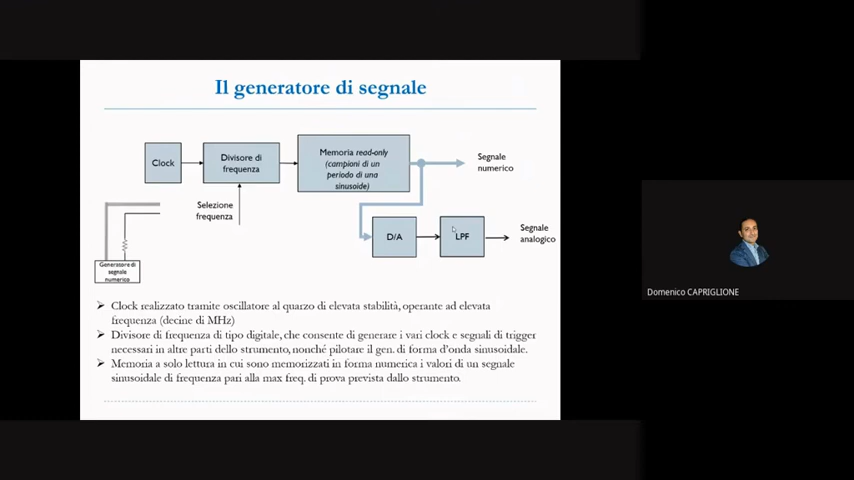 Il generatore di segnale
Clock
Divisore di
frequenza
Memoria read-only
(campioni di un
periodo di una
sinusoide)
Segnale
numerico
Selezione
frequenza
D/A
LPF
Segnale
analogico
Generatore di
segnale
numerico
Domenico CAPRIGLIONE
Clock realizzato tramite oscillatore al quarzo di elevata stabilità, operante ad elevata
frequenza (decine di MHz)
Divisore di frequenza di tipo digitale, che consente di generare i vari clock e segnali di trigger
necessari in altre parti dello strumento, nonché pilotare il gen. di forma d'onda sinusoidale.
Memoria a solo lettura in cui sono memorizzati in forma numerica i valori di un segnale
sinusoidale di frequenza pari alla max freq. di prova prevista dallo strumento.